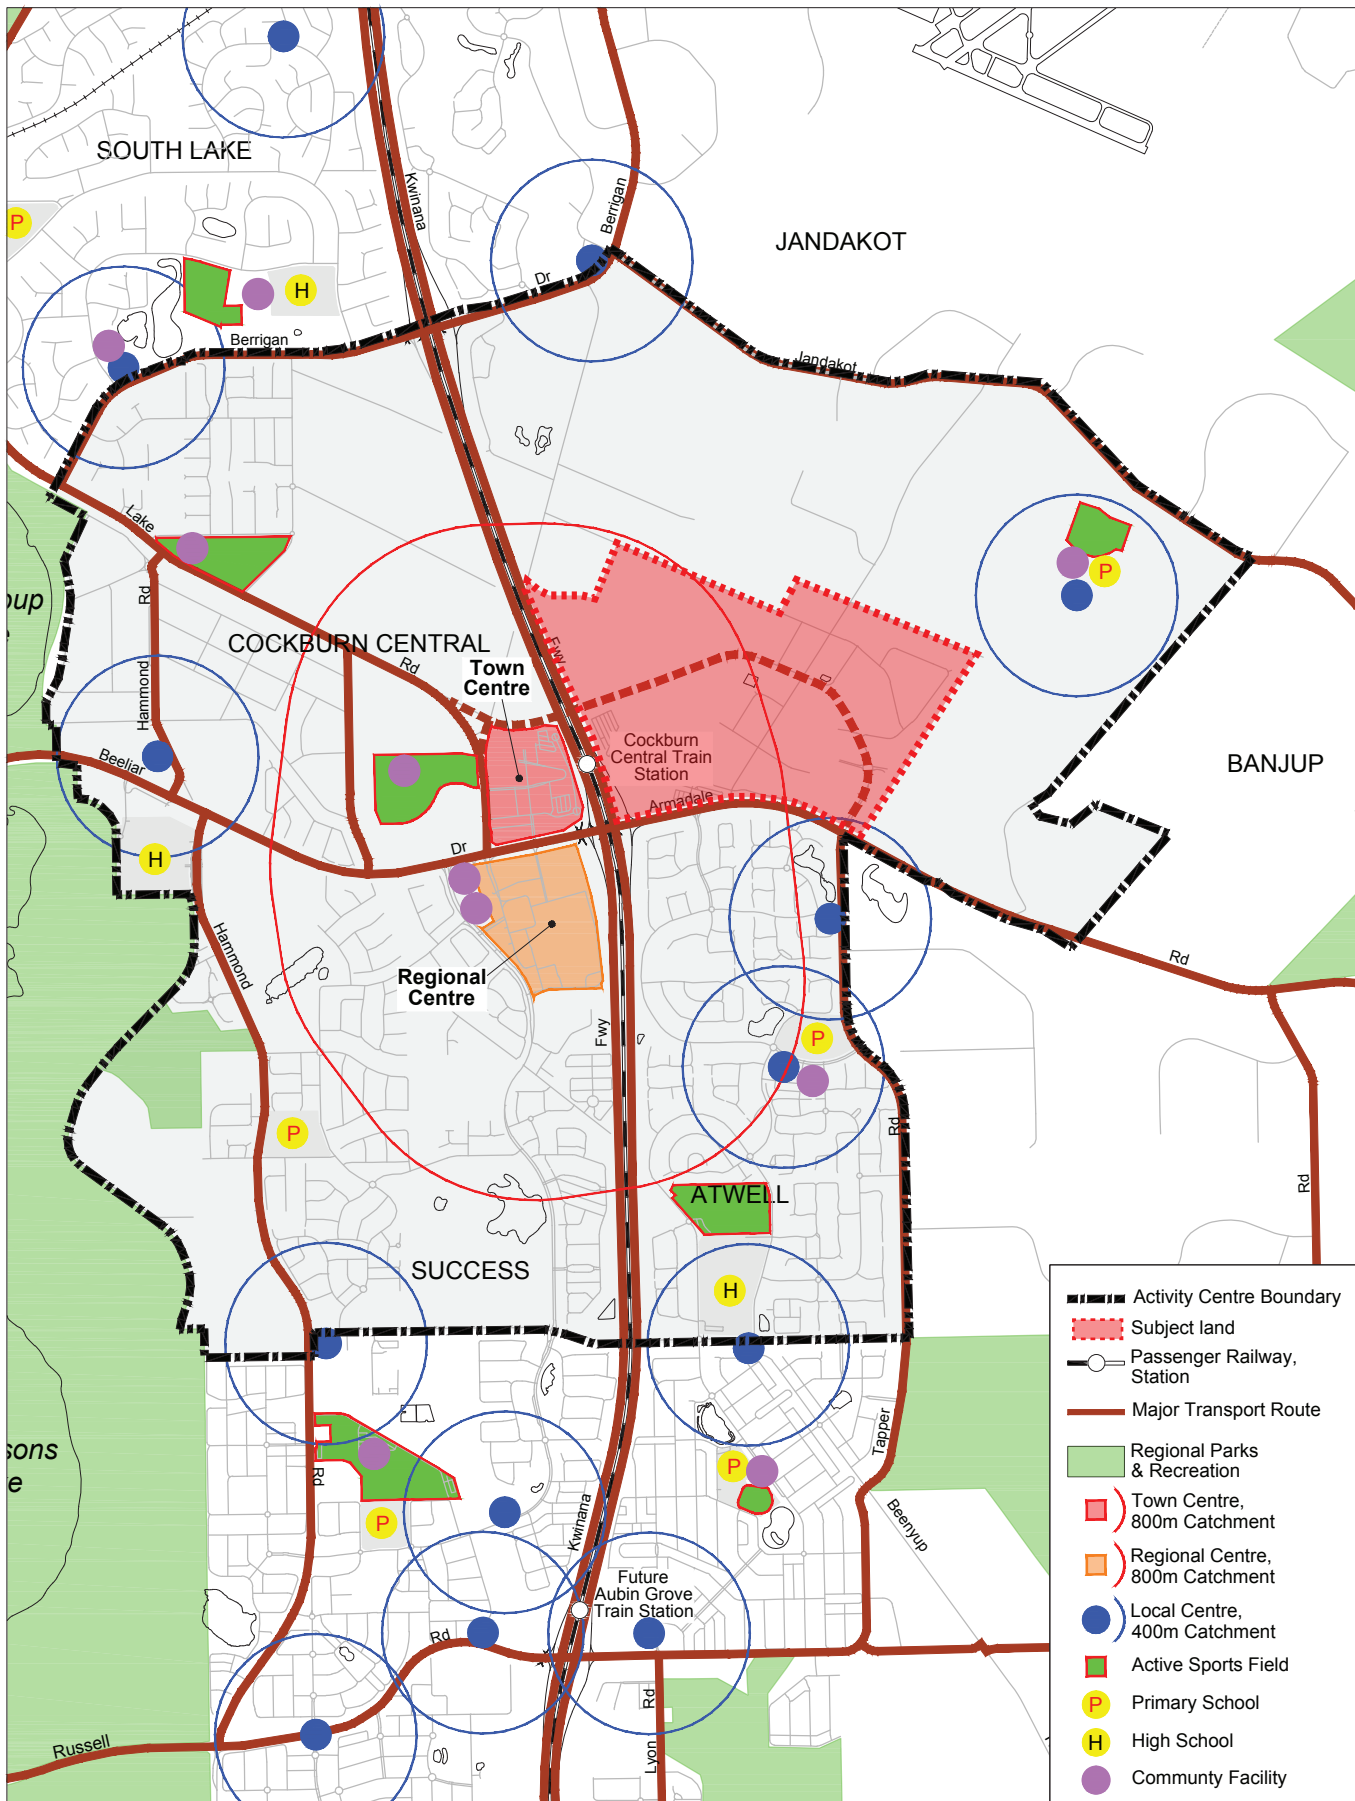 SOUTH LAKE
Kwinana
Berrigan
JANDAKOT
P
Dr
H
Berrigan
Jandakot
Lake
P
Rd
oup
e
COCKBURN CENTRAL
Rd
Fwy
Town
Centre
Hammond
Cockburn
Central Train
Station
Beeliar
BANJUP
Armadale
Dr
H
Hammond
Regional
Centre
Rd
Fwy
P
Rd
P
Rd
ATWELL
SUCCESS
H
Activity Centre Boundary
Subject land
Passenger Railway,
Station
Major Transport Route
Regional Parks
& Recreation
Town Centre,
800m Catchment
Regional Centre,
800m Catchment
Local Centre,
400m Catchment
Active Sports Field
P
Primary School
H
High School
Communty Facility
Tapper
sons
e
Rd
P
P
Kwinana
Beenyup
Future
Aubin Grove
Train Station
Rd
Rd
Russell
Lyon